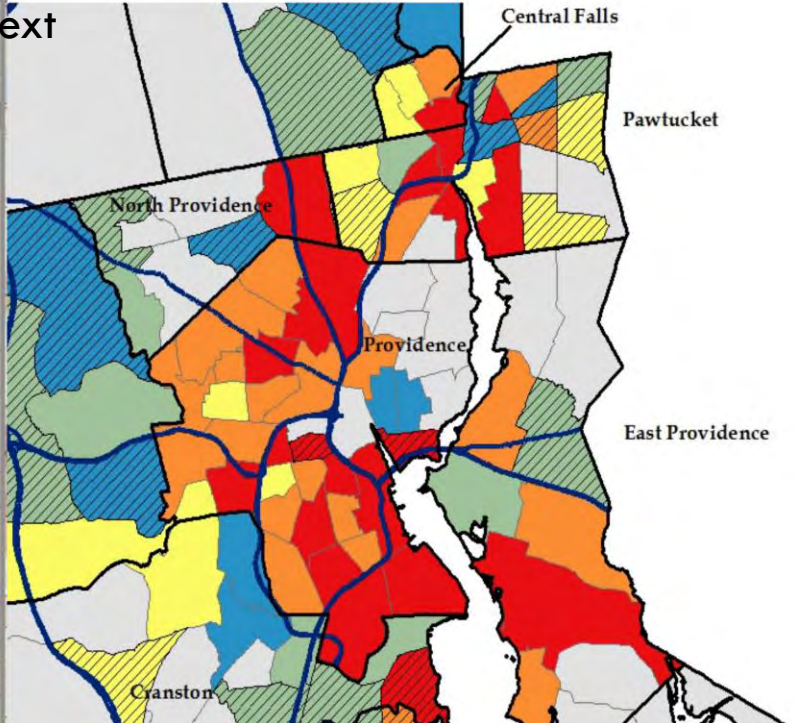 ext
Central Falls
Pawtucket
North Providence
Providence
East Providence
Cranston